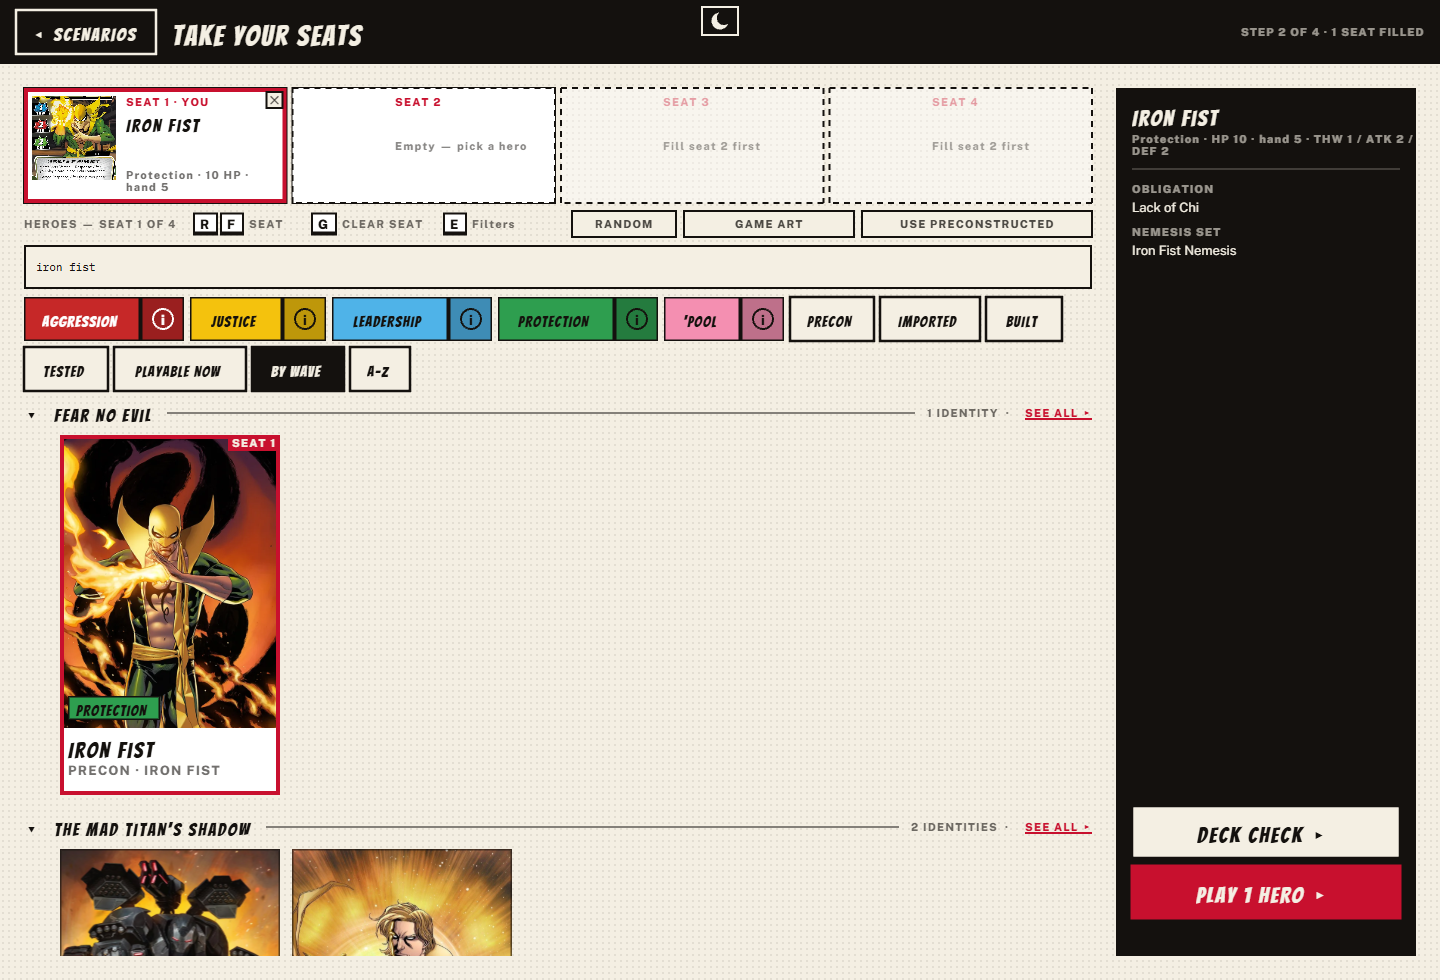 ◂ SCENARIOS
TAKE YOUR SEATS
STEP 2 OF 4 · 1 SEAT FILLED
SEAT 1 · YOU
IRON FIST
Protection · 10 HP ·
hand 5
SEAT 2
Empty — pick a hero
SEAT 3
Fill seat 2 first
SEAT 4
Fill seat 2 first
HEROES — SEAT 1 OF 4
R F SEAT
G CLEAR SEAT
E Filters
RANDOM
GAME ART
USE PRECONSTRUCTED
iron fist
AGGRESSION
JUSTICE
LEADERSHIP
PROTECTION
'POOL
PRECON
IMPORTED
BUILT
TESTED
PLAYABLE NOW
BY WAVE
A-Z
▾ FEAR NO EVIL
1 IDENTITY ·
SEE ALL ▸
SEAT 1
PROTECTION
IRON FIST
PRECON · IRON FIST
▾ THE MAD TITAN'S SHADOW
2 IDENTITIES ·
SEE ALL ▸
IRON FIST
Protection · HP 10 · hand 5 · THW 1 / ATK 2 /
DEF 2
OBLIGATION
Lack of Chi
NEMESIS SET
Iron Fist Nemesis
DECK CHECK ▸
PLAY 1 HERO ▸